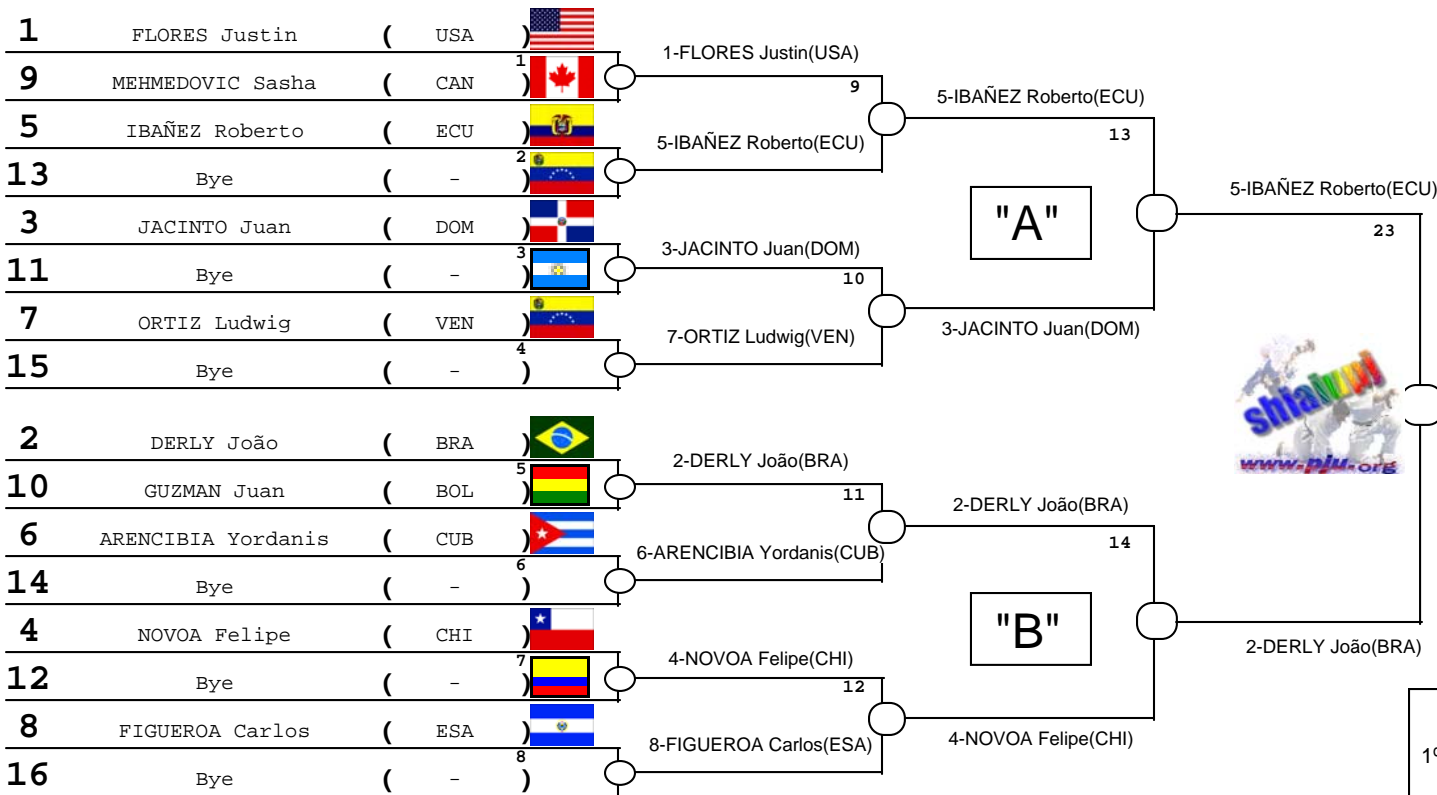 1 FLORES Justin ( USA )
1-FLORES Justin(USA)
1
9 MEHMEDOVIC Sasha ( CAN )
9
5-IBAÑEZ Roberto(ECU)
5 IBAÑEZ Roberto ( ECU )
13
5-IBAÑEZ Roberto(ECU)
2
13 Bye ( - )
5-IBAÑEZ Roberto(ECU)
3 JACINTO Juan ( DOM )
"A"
23
3-JACINTO Juan(DOM)
3
11 Bye ( - )
10
7 ORTIZ Ludwig ( VEN )
3-JACINTO Juan(DOM)
7-ORTIZ Ludwig(VEN)
4
15 Bye ( - )
shiaiwpj
www.pju.org
2 DERLY João ( BRA )
2-DERLY João(BRA)
5
10 GUZMAN Juan ( BOL )
11
2-DERLY João(BRA)
6 ARENCIBIA Yordanis ( CUB )
14
6-ARENCIBIA Yordanis(CUB)
6
14 Bye ( - )
4 NOVOA Felipe ( CHI )
"B"
2-DERLY João(BRA)
4-NOVOA Felipe(CHI)
7
12 Bye ( - )
12
8 FIGUEROA Carlos ( ESA )
4-NOVOA Felipe(CHI)
8-FIGUEROA Carlos(ESA)
8
16 Bye ( - )
1º